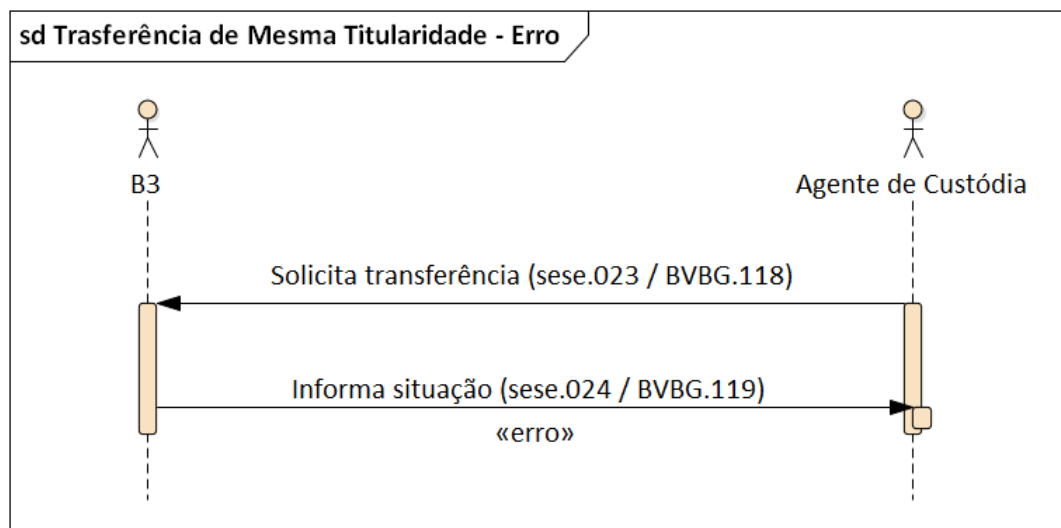 sd Trasferência de Mesma Titularidade - Erro
B3
Agente de Custódia
Solicita transferência (sese.023 / BVBG.118)
Informa situação (sese.024 / BVBG.119)
«erro»